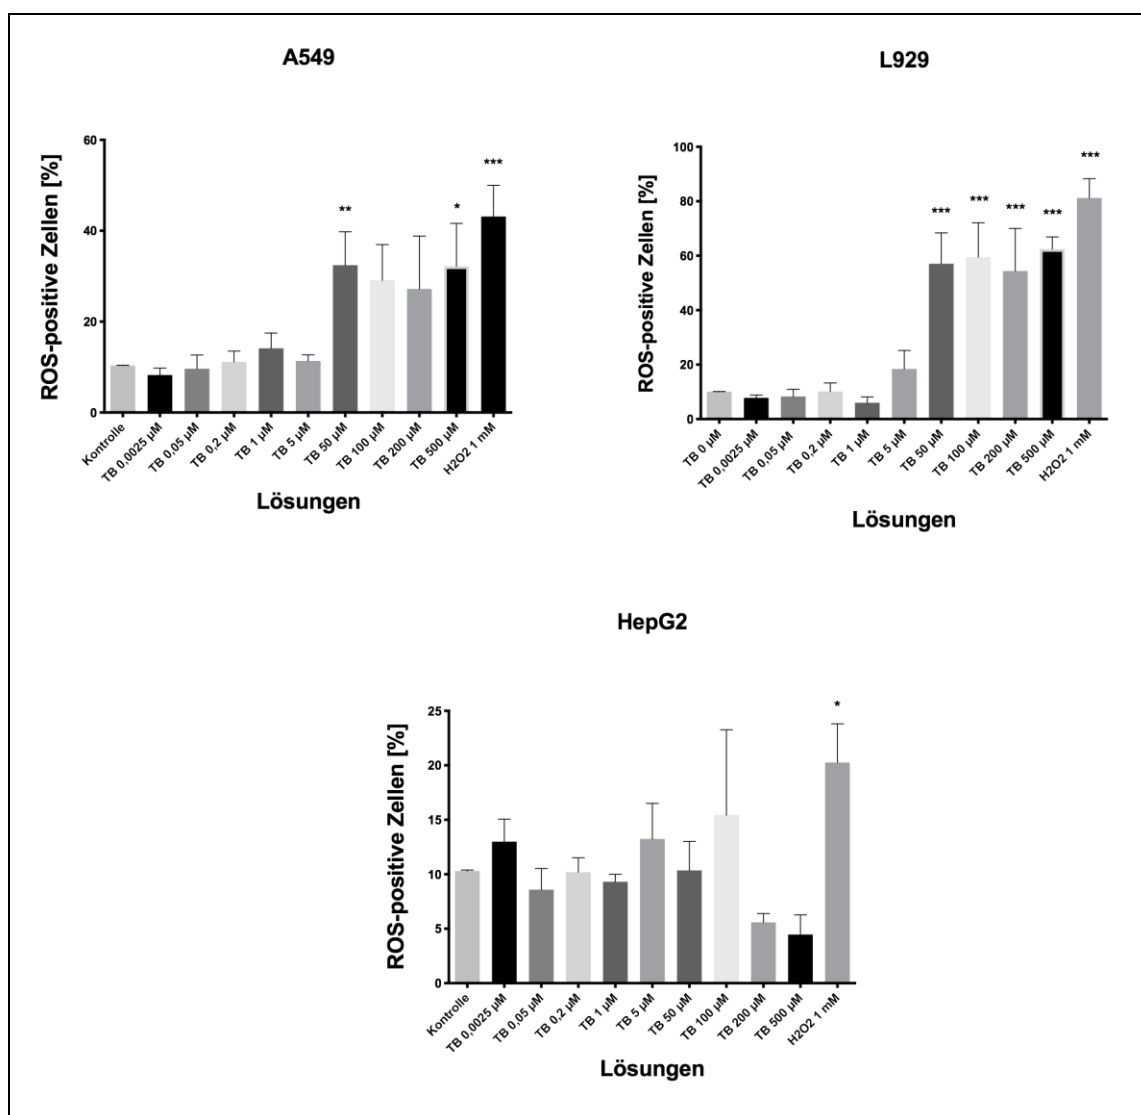 A549
ROS-positive Zellen [%]
60
40
20
0
**
*
***
Kontrolle
TB 0,0025 µM
TB 0,05 µM
TB 0,2 µM
TB 1 µM
TB 5 µM
TB 50 µM
TB 100 µM
TB 200 µM
TB 500 µM
H2O2 1 mM
Lösungen
L929
ROS-positive Zellen [%]
100
80
60
40
20
0
***
***
***
***
***
TB 0 µM
TB 0,0025 µM
TB 0,05 µM
TB 0,2 µM
TB 1 µM
TB 5 µM
TB 50 µM
TB 100 µM
TB 200 µM
TB 500 µM
H2O2 1 mM
Lösungen
HepG2
ROS-positive Zellen [%]
25
20
15
10
5
0
*
Kontrolle
TB 0,0025 µM
TB 0,05 µM
TB 0,2 µM
TB 1 µM
TB 5 µM
TB 50 µM
TB 100 µM
TB 200 µM
TB 500 µM
H2O2 1 mM
Lösungen